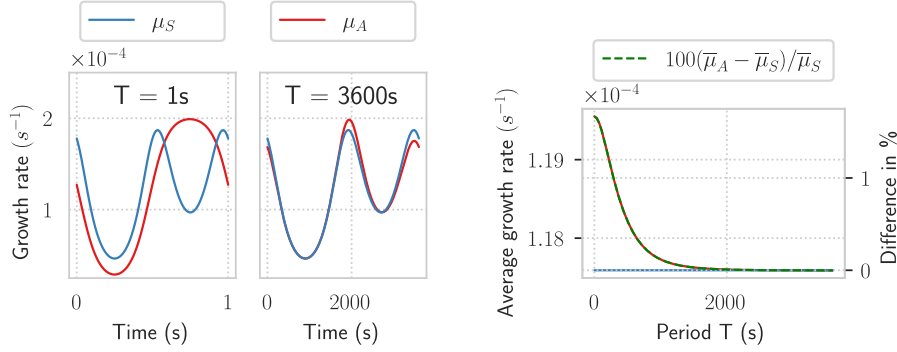 μ_S
μ_A
×10⁻⁴
T = 1s
T = 3600s
2
1
Growth rate (s⁻¹)
0
1
0
2000
Time (s)
Time (s)
100(μ̅_A − μ̅_S)/μ̅_S
×10⁻⁴
1.19
1.18
Average growth rate (s⁻¹)
1
0
Difference in %
0
2000
Period T (s)